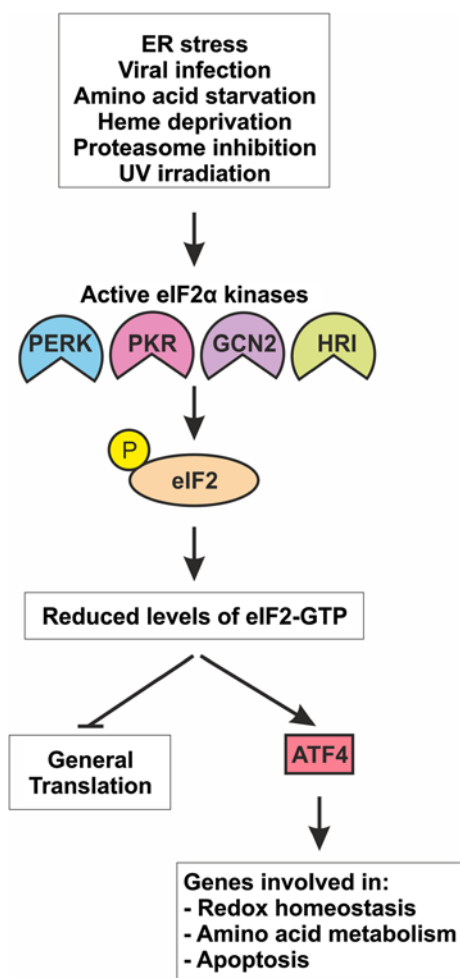 ER stress
Viral infection
Amino acid starvation
Heme deprivation
Proteasome inhibition
UV irradiation
Active eIF2α kinases
PERK PKR GCN2 HRI
P
eIF2
Reduced levels of eIF2-GTP
General
Translation
ATF4
Genes involved in:
- Redox homeostasis
- Amino acid metabolism
- Apoptosis